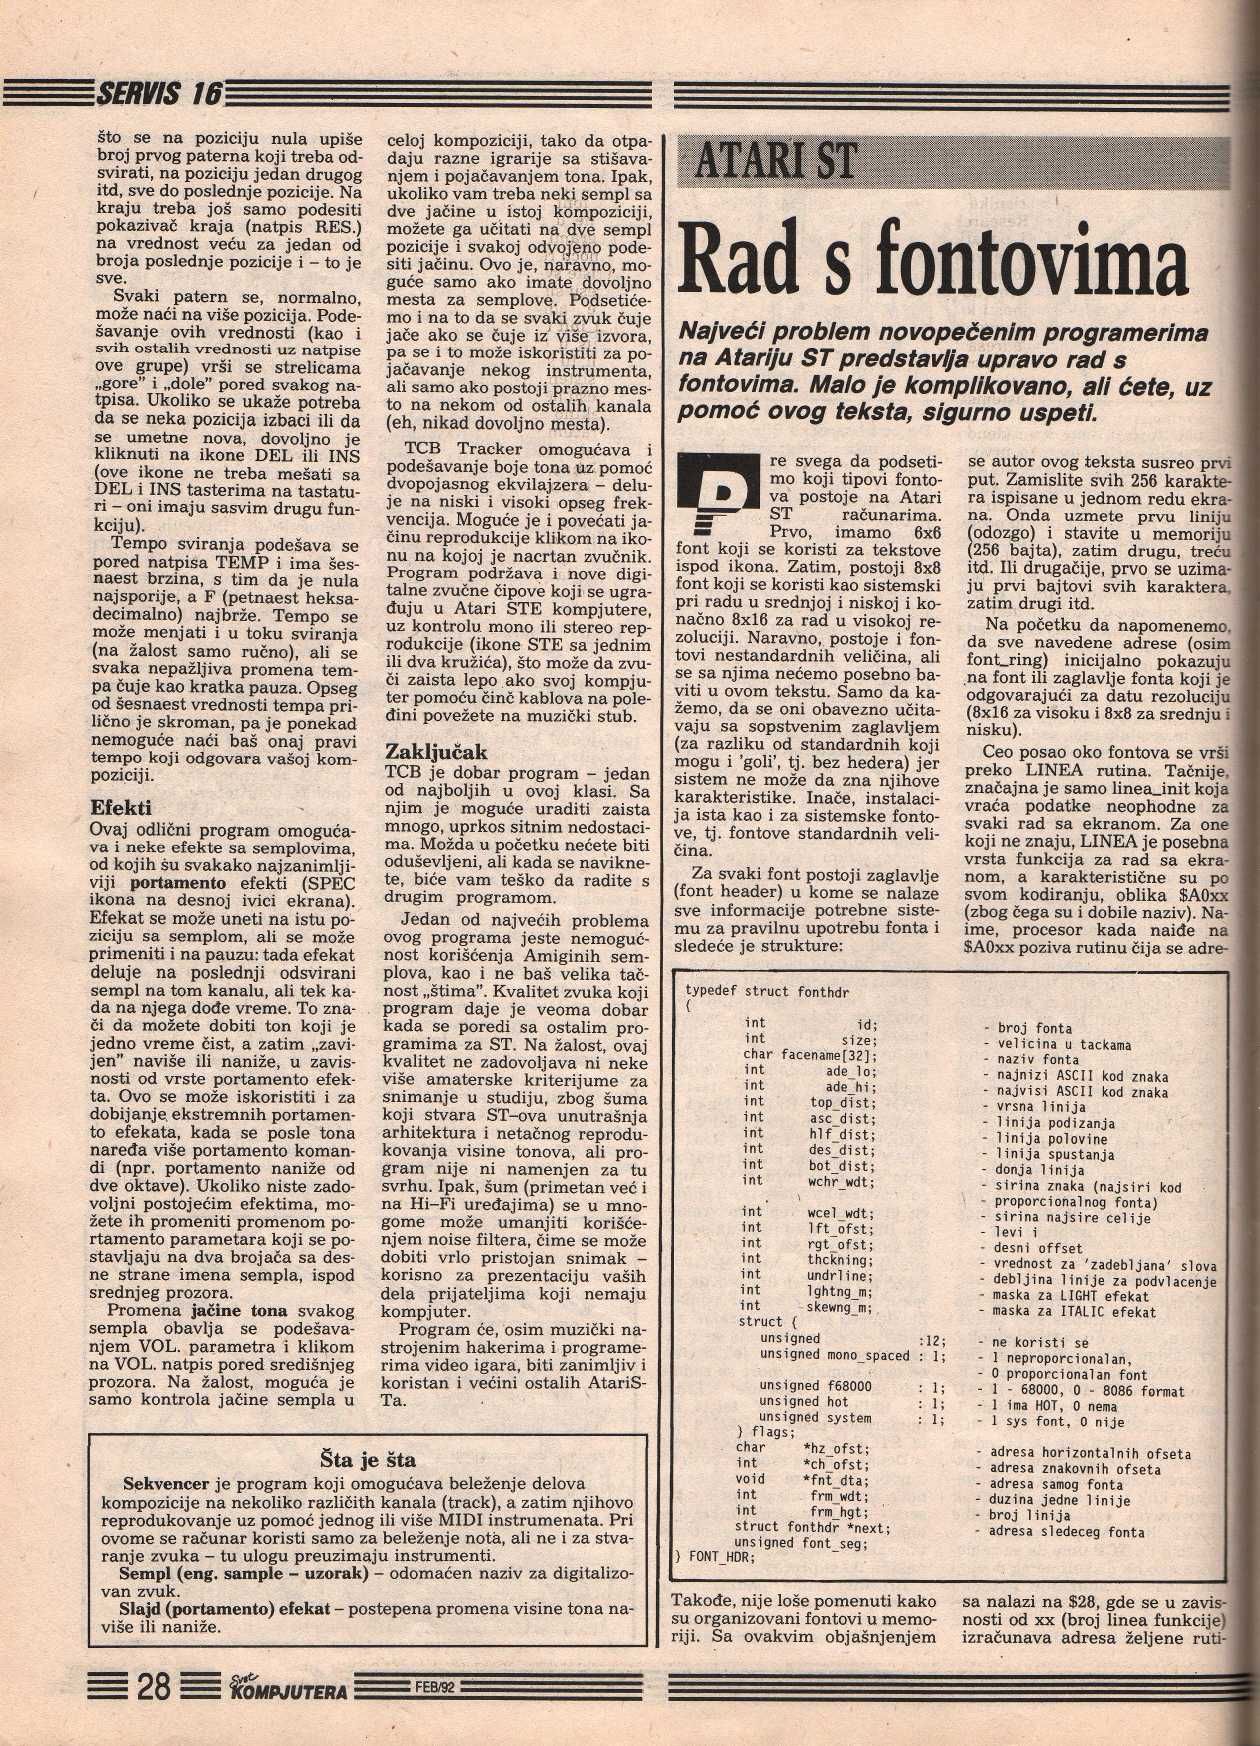 SERVIS 16
što se na poziciju nula upiše
broj prvog paterna koji treba od-
svirati, na poziciju jedan drugog
itd, sve do poslednje pozicije. Na
kraju treba još samo podesiti
pokazivač kraja (natpis RES.)
na vrednost veću za jedan od
broja poslednje pozicije i – to je
sve.
Svaki patern se, normalno,
može naći na više pozicija. Pode-
šavanje ovih vrednosti (kao i
svih ostalih vrednosti uz natpise
ove grupe) vrši se strelicama
„gore” i „dole” pored svakog na-
tpisa. Ukoliko se ukaže potreba
da se neka pozicija izbaci ili da
se umetne nova, dovoljno je
kliknuti na ikone DEL ili INS
(ove ikone ne treba mešati sa
DEL i INS tasterima na tastatu-
ri – oni imaju sasvim drugu fun-
kciju).
Tempo sviranja podešava se
pored natpisa TEMP i ima šes-
naest brzina, s tim da je nula
najsporije, a F (petnaest heksa-
decimalno) najbrže. Tempo se
može menjati i u toku sviranja
(na žalost samo ručno), ali se
svaka nepažljiva promena tem-
pa čuje kao kratka pauza. Opseg
od šesnaest vrednosti tempa pri-
lično je skroman, pa je ponekad
nemoguće naći baš onaj pravi
tempo koji odgovara vašoj kom-
poziciji.
Efekti
Ovaj odlični program omoguća-
va i neke efekte sa semplovima,
od kojih su svakako najzanimlji-
viji portamento efekti (SPEC
ikona na desnoj ivici ekrana).
Efekat se može uneti na istu po-
ziciju sa semplom, ali se može
primeniti i na pauzu: tada efekat
deluje na poslednji odsvirani
sempl na tom kanalu, ali tek ka-
da na njega dođe vreme. To zna-
či da možete dobiti ton koji je
jedno vreme čist, a zatim „zavi-
jen” naviše ili naniže, u zavis-
nosti od vrste portamento efek-
ta. Ovo se može iskoristiti i za
dobijanje ekstremnih portamen-
to efekata, kada se posle tona
naređa više portamento koman-
di (npr. portamento naniže od
dve oktave). Ukoliko niste zado-
voljni postojećim efektima, mo-
žete ih promeniti promenom po-
rtamento parametara koji se po-
stavljaju na dva brojača sa des-
ne strane imena sempla, ispod
srednjeg prozora.
Promena jačine tona svakog
sempla obavlja se podešava-
njem VOL. parametra i klikom
na VOL. natpis pored središnjeg
prozora. Na žalost, moguća je
samo kontrola jačine sempla u
celoj kompoziciji, tako da otpa-
daju razne igrarije sa stišava-
njem i pojačavanjem tona. Ipak,
ukoliko vam treba neki sempl sa
dve jačine u istoj kompoziciji,
možete ga učitati na dve sempl
pozicije i svakoj odvojeno pode-
siti jačinu. Ovo je, naravno, mo-
guće samo ako imate dovoljno
mesta za semplove. Podsetiće-
mo i na to da se svaki zvuk čuje
jače ako se čuje iz više izvora,
pa se i to može iskoristiti za po-
jačavanje nekog instrumenta,
ali samo ako postoji prazno mes-
to na nekom od ostalih kanala
(eh, nikad dovoljno mesta).
TCB Tracker omogućava i
podešavanje boje tona uz pomoć
dvopojasnog ekvilajzera – delu-
je na niski i visoki opseg frek-
vencija. Moguće je i povećati ja-
činu reprodukcije klikom na iko-
nu na kojoj je nacrtan zvučnik.
Program podržava i nove digi-
talne zvučne čipove koji se ugra-
đuju u Atari STE kompjutere,
uz kontrolu mono ili stereo rep-
rodukcije (ikone STE sa jednim
ili dva kružića), što može da zvu-
či zaista lepo ako svoj kompju-
ter pomoću činč kablova na pole-
đini povežete na muzički stub.
Zaključak
TCB je dobar program – jedan
od najboljih u ovoj klasi. Sa
njim je moguće uraditi zaista
mnogo, uprkos sitnim nedostaci-
ma. Možda u početku nećete biti
oduševljeni, ali kada se navikne-
te, biće vam teško da radite s
drugim programom.
Jedan od najvećih problema
ovog programa jeste nemoguć-
nost korišćenja Amiginih sem-
plova, kao i ne baš velika tač-
nost „štima”. Kvalitet zvuka koji
program daje je veoma dobar
kada se poredi sa ostalim pro-
gramima za ST. Na žalost, ovaj
kvalitet ne zadovoljava ni neke
više amaterske kriterijume za
snimanje u studiju, zbog šuma
koji stvara ST–ova unutrašnja
arhitektura i netačnog reprodu-
kovanja visine tonova, ali pro-
gram nije ni namenjen za tu
svrhu. Ipak, šum (primetan već i
na Hi–Fi uređajima) se u mno-
gome može umanjiti korišće-
njem noise filtera, čime se može
dobiti vrlo pristojan snimak –
korisno za prezentaciju vaših
dela prijateljima koji nemaju
kompjuter.
Program će, osim muzički na-
strojenim hakerima i programe-
rima video igara, biti zanimljiv i
koristan i većini ostalih AtariS-
Ta.
Šta je šta
Sekvencer je program koji omogućava beleženje delova
kompozicije na nekoliko različith kanala (track), a zatim njihovo
reprodukovanje uz pomoć jednog ili više MIDI instrumenata. Pri
ovome se računar koristi samo za beleženje nota, ali ne i za stva-
ranje zvuka – tu ulogu preuzimaju instrumenti.
Sempl (eng. sample – uzorak) – odomaćen naziv za digitalizo-
van zvuk.
Slajd (portamento) efekat – postepena promena visine tona na-
više ili naniže.
ATARI ST
Rad s fontovima
Najveći problem novopečenim programerima
na Atariju ST predstavlja upravo rad s
fontovima. Malo je komplikovano, ali ćete, uz
pomoć ovog teksta, sigurno uspeti.
Pre svega da podseti-
mo koji tipovi fonto-
va postoje na Atari
ST računarima.
Prvo, imamo 6x6
font koji se koristi za tekstove
ispod ikona. Zatim, postoji 8x8
font koji se koristi kao sistemski
pri radu u srednjoj i niskoj i ko-
načno 8x16 za rad u visokoj re-
zoluciji. Naravno, postoje i fon-
tovi nestandardnih veličina, ali
se sa njima nećemo posebno ba-
viti u ovom tekstu. Samo da ka-
žemo, da se oni obavezno učita-
vaju sa sopstvenim zaglavljem
(za razliku od standardnih koji
mogu i 'goli', tj. bez hedera) jer
sistem ne može da zna njihove
karakteristike. Inače, instalaci-
ja ista kao i za sistemske fonto-
ve, tj. fontove standardnih veli-
čina.
Za svaki font postoji zaglavlje
(font header) u kome se nalaze
sve informacije potrebne siste-
mu za pravilnu upotrebu fonta i
sledeće je strukture:
se autor ovog teksta susreo prvi
put. Zamislite svih 256 karakte-
ra ispisane u jednom redu ekra-
na. Onda uzmete prvu liniju
(odozgo) i stavite u memoriju
(256 bajta), zatim drugu, treću
itd. Ili drugačije, prvo se uzima-
ju prvi bajtovi svih karaktera,
zatim drugi itd.
Na početku da napomenemo,
da sve navedene adrese (osim
font_ring) inicijalno pokazuju
na font ili zaglavlje fonta koji je
odgovarajući za datu rezoluciju
(8x16 za visoku i 8x8 za srednju i
nisku).
Ceo posao oko fontova se vrši
preko LINEA rutina. Tačnije,
značajna je samo linea_init koja
vraća podatke neophodne za
svaki rad sa ekranom. Za one
koji ne znaju, LINEA je posebna
vrsta funkcija za rad sa ekra-
nom, a karakteristične su po
svom kodiranju, oblika $A0xx
(zbog čega su i dobile naziv). Na-
ime, procesor kada naiđe na
$A0xx poziva rutinu čija se adre-
typedef struct fonthdr
{
int id; - broj fonta
int size; - velicina u tackama
char facename[32]; - naziv fonta
int ade_lo; - najnizi ASCII kod znaka
int ade_hi; - najvisi ASCII kod znaka
int top_dist; - vrsna linija
int asc_dist; - linija podizanja
int hlf_dist; - linija polovine
int des_dist; - linija spustanja
int bot_dist; - donja linija
int wchr_wdt; - sirina znaka (najsiri kod
- proporcionalnog fonta)
int wcel_wdt; - sirina najsire celije
int lft_ofst; - levi i
int rgt_ofst; - desni offset
int thckning; - vrednost za 'zadebljana' slova
int undrline; - debljina linije za podvlacenje
int lghtng_m; - maska za LIGHT efekat
int skewng_m; - maska za ITALIC efekat
struct {
unsigned :12; - ne koristi se
unsigned mono_spaced : 1; - 1 neproporcionalan,
- 0 proporcionalan font
unsigned f68000 : 1; - 1 - 68000, 0 - 8086 format
unsigned hot : 1; - 1 ima HOT, 0 nema
unsigned system : 1; - 1 sys font, 0 nije
} flags;
char *hz_ofst; - adresa horizontalnih ofseta
int *ch_ofst; - adresa znakovnih ofseta
void *fnt_dta; - adresa samog fonta
int frm_wdt; - duzina jedne linije
int frm_hgt; - broj linija
struct fonthdr *next; - adresa sledeceg fonta
unsigned font_seg;
} FONT_HDR;
Takođe, nije loše pomenuti kako
su organizovani fontovi u memo-
riji. Sa ovakvim objašnjenjem
sa nalazi na $28, gde se u zavis-
nosti od xx (broj linea funkcije)
izračunava adresa željene ruti-
28 Svet KOMPJUTERA FEB/92